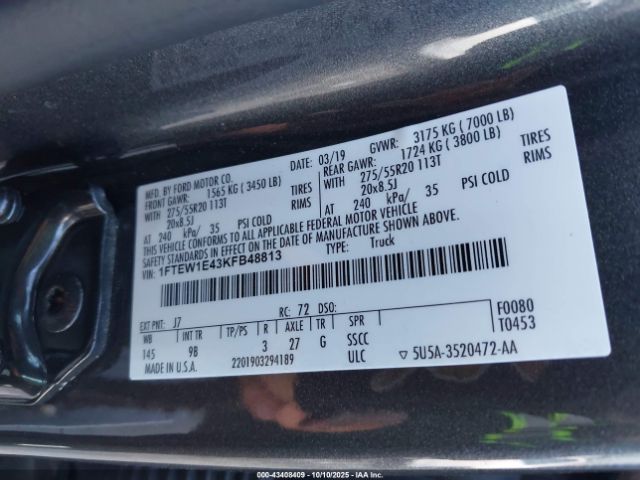 MFD. BY FORD MOTOR CO.
DATE: 03/19
GVWR: 3175 KG ( 7000 LB)
FRONT GAWR: 1565 KG ( 3450 LB)
REAR GAWR: 1724 KG ( 3800 LB)
WITH 275/55R20 113T TIRES
275/55R20 113T TIRES
20x8.5J RIMS
WITH 20x8.5J RIMS
AT 240 kPa/ 35 PSI COLD
AT 240 kPa/ 35 PSI COLD
THIS VEHICLE CONFORMS TO ALL APPLICABLE FEDERAL MOTOR VEHICLE
SAFETY STANDARDS IN EFFECT ON THE DATE OF MANUFACTURE SHOWN ABOVE.
VIN: 1FTEW1E43KFB48813
TYPE: Truck
F0080
T0453
EXT PNT: J7 RC: 72 DSO:
WB INT TR TP/PS R AXLE TR SPR
145 9B 3 27 G SSCC
MADE IN U.S.A. 2201903294189 ULC ▽ 5U5A-3520472-AA
000-43408409 - 10/10/2025 - IAAI.COM